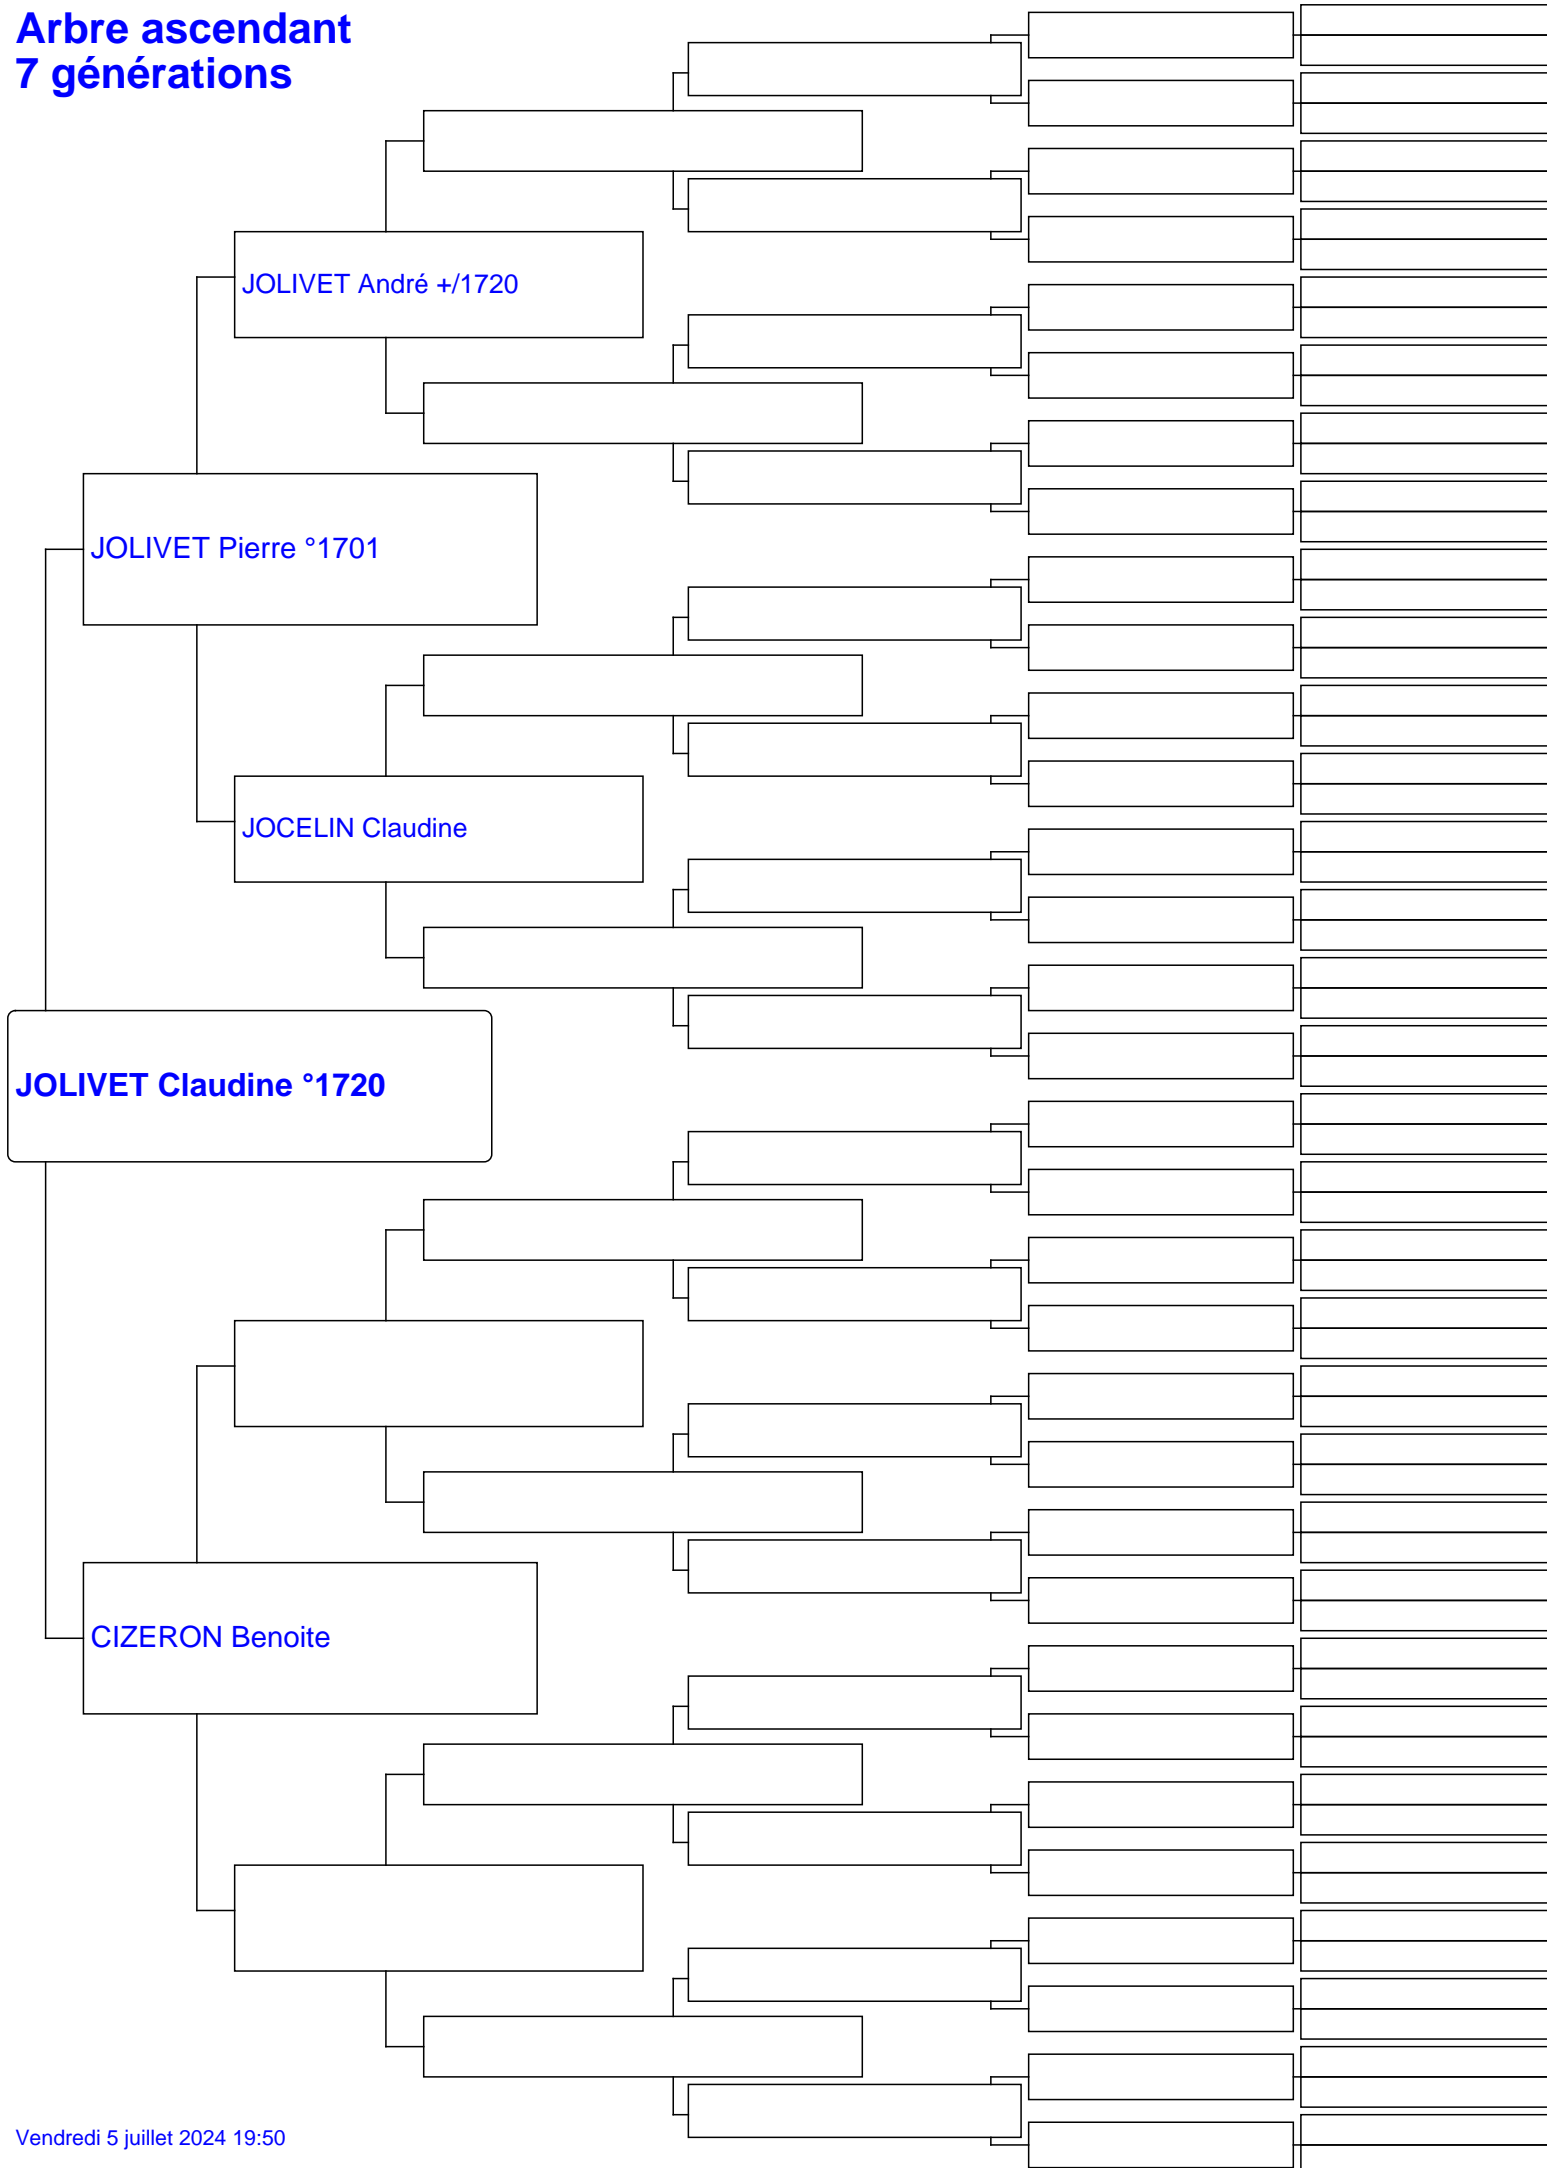 Arbre ascendant
7 générations
JOLIVET André +/1720
JOLIVET Pierre °1701
JOCELIN Claudine
JOLIVET Claudine °1720
CIZERON Benoite
Vendredi 5 juillet 2024 19:50